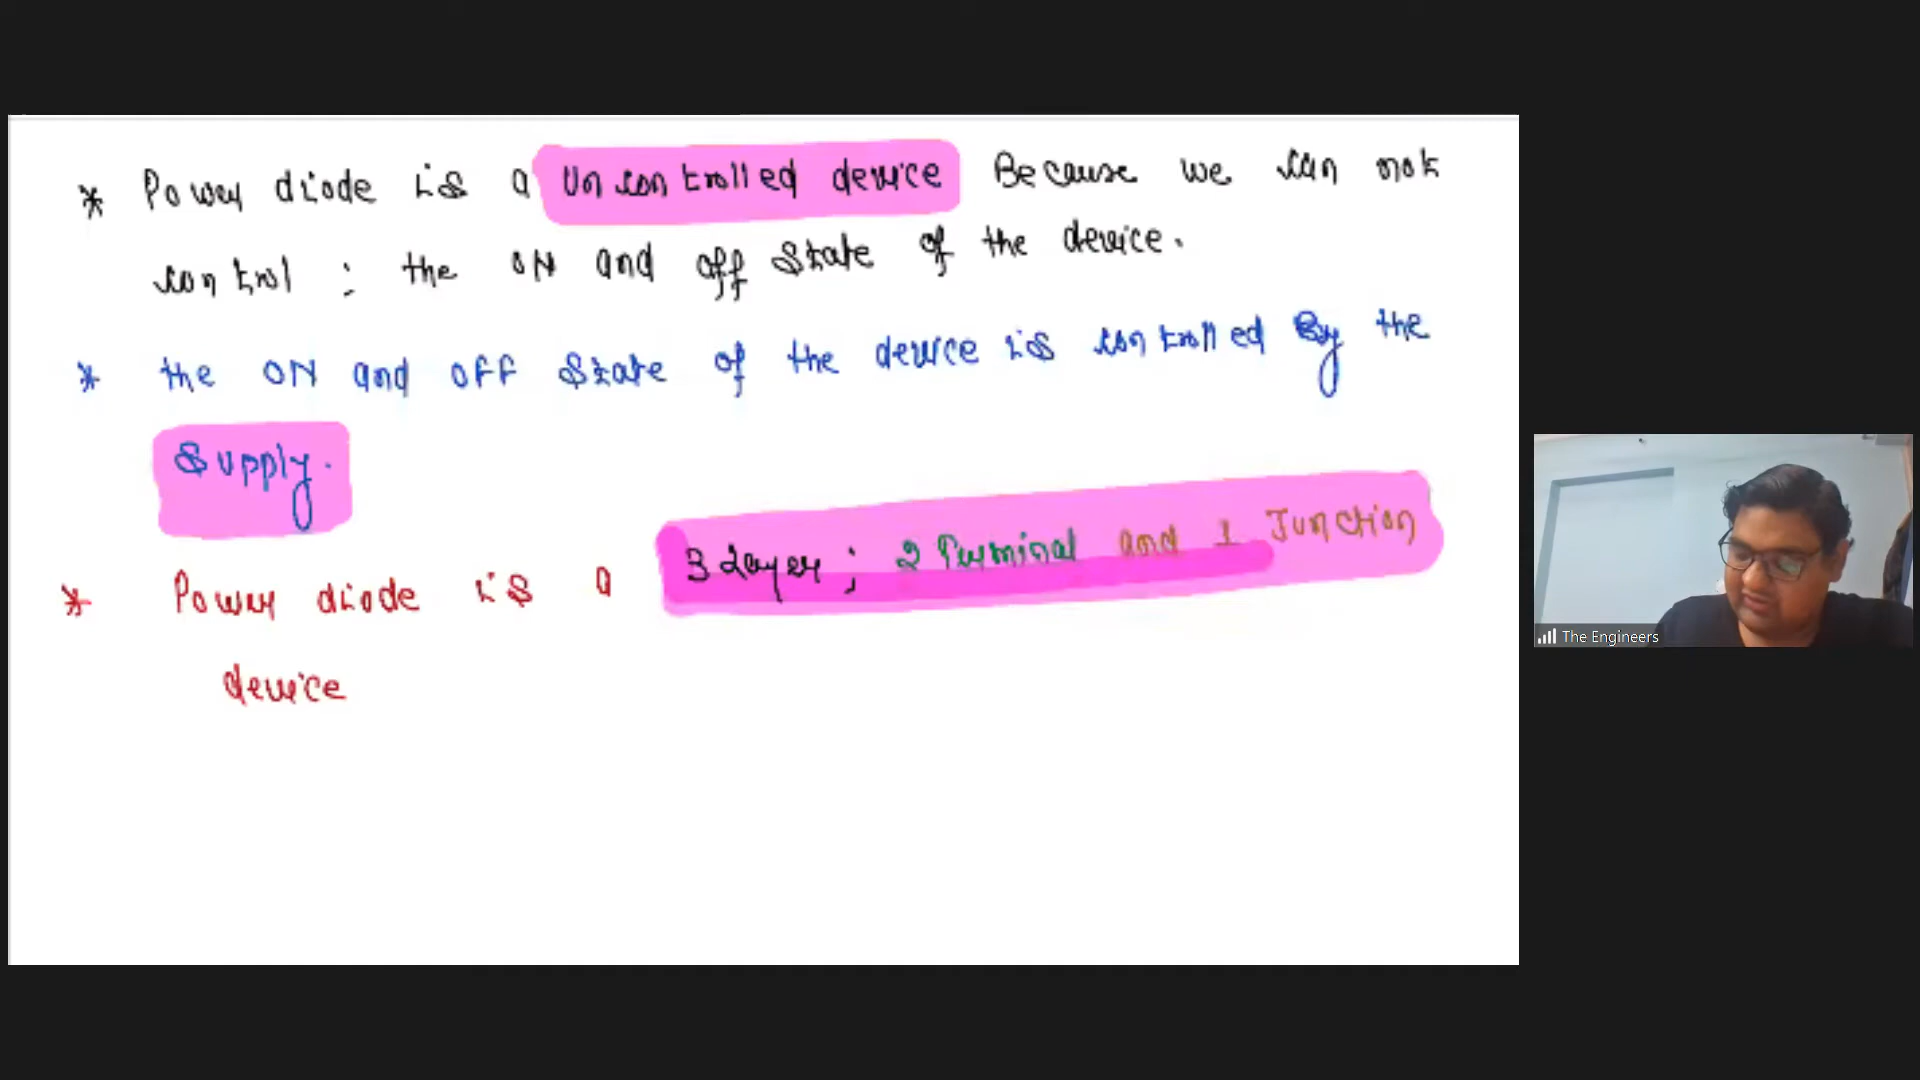 * Power diode is a Uncontrolled device Because we can not
control : the ON and off State of the device.
* the ON and OFF State of the device is controlled By the
Supply.
* Power diode is a 3 Layer ; 2 Terminal and 1 Junction
device
The Engineers